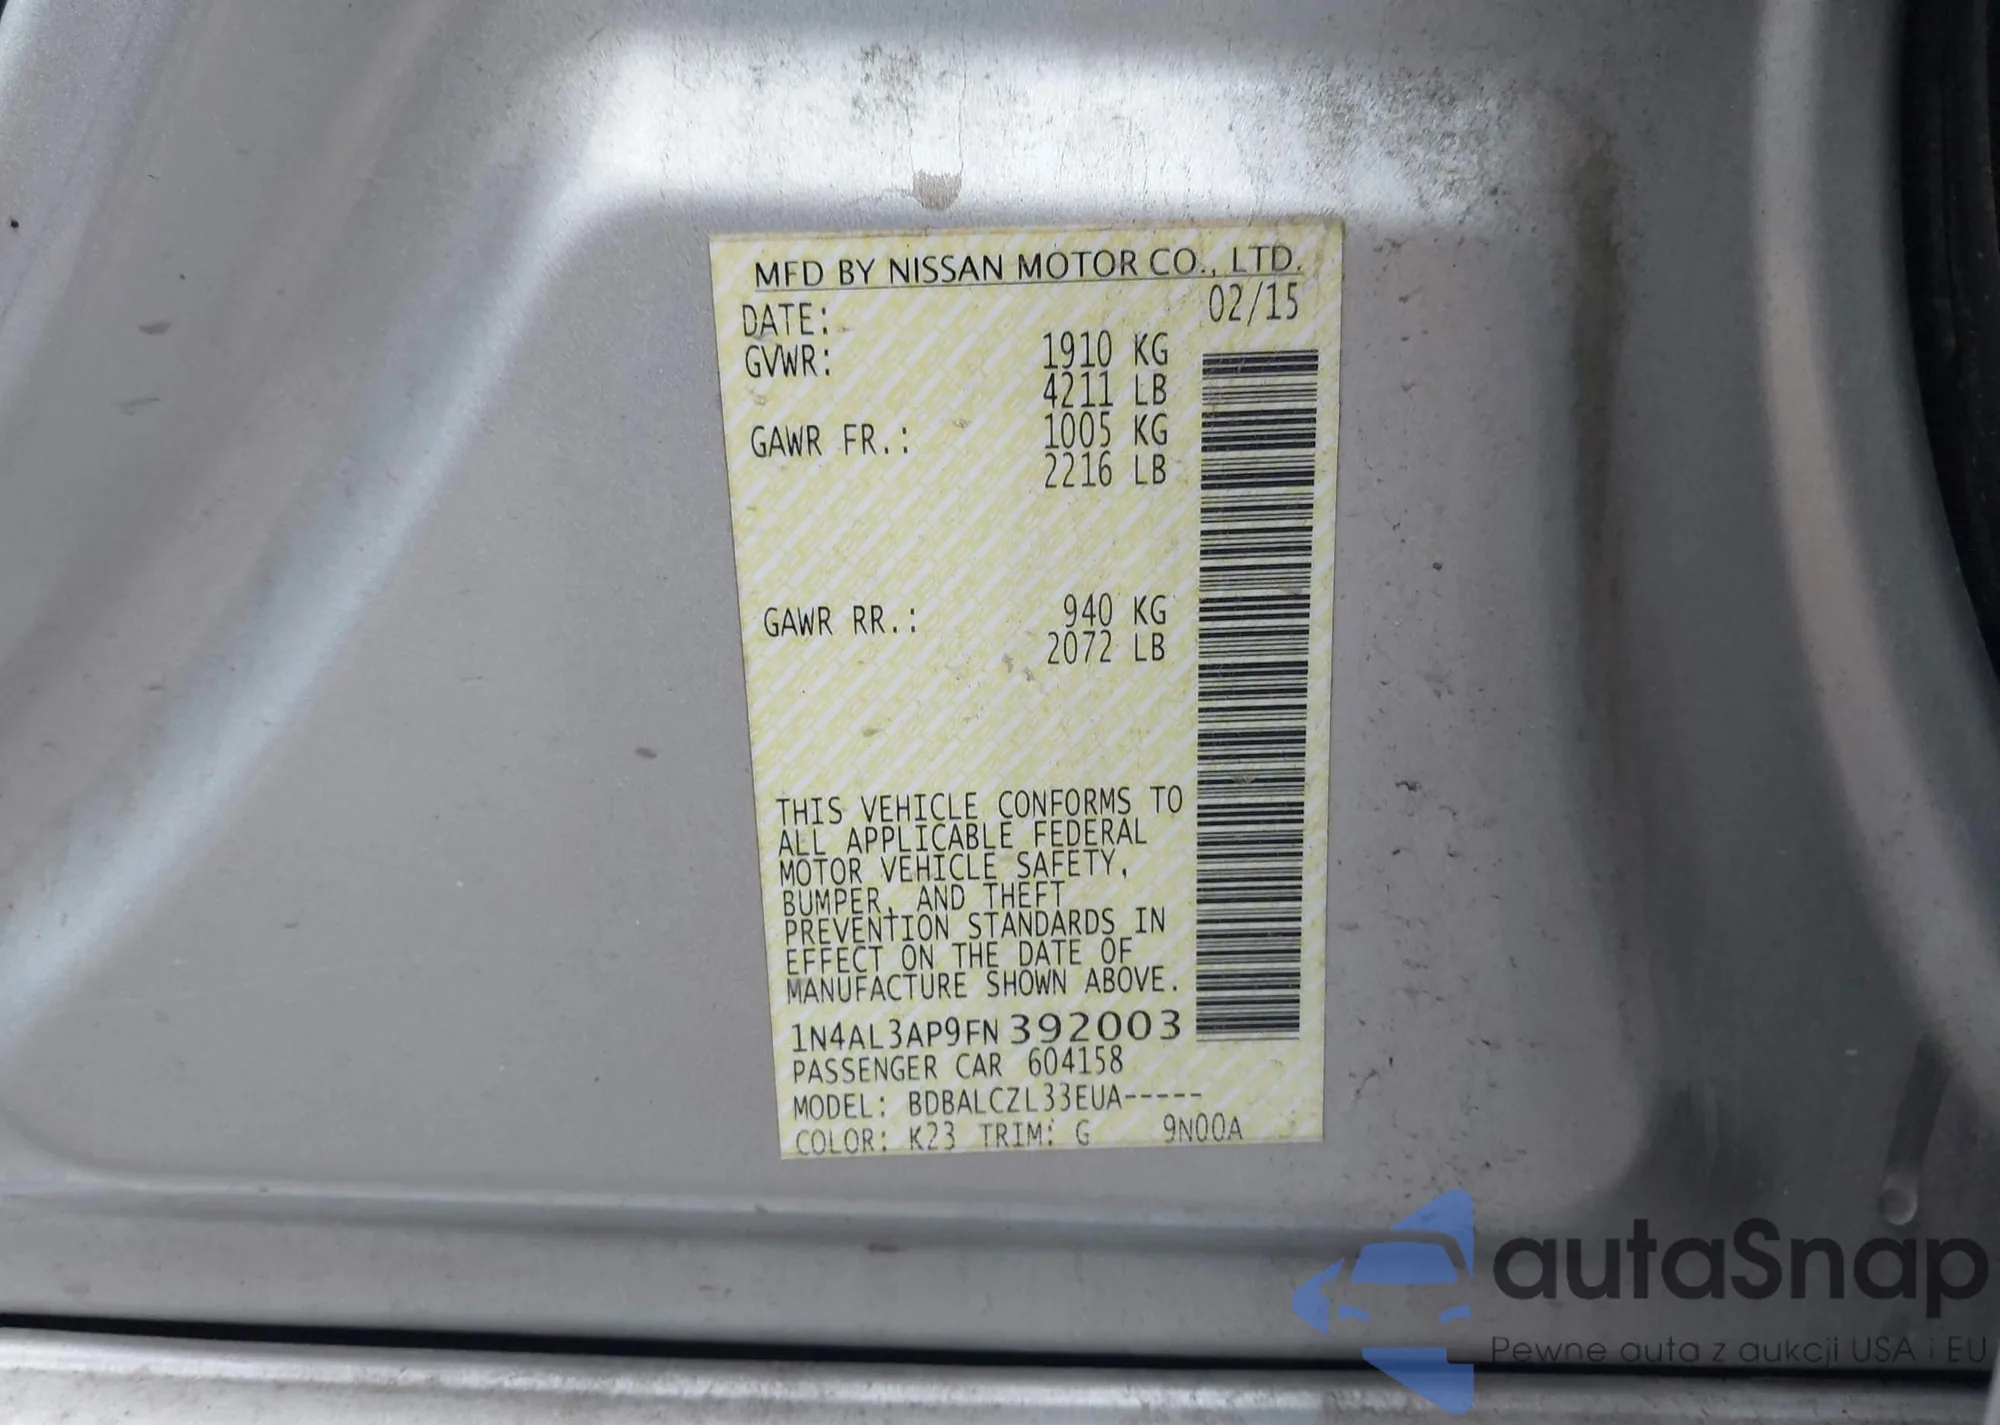 MFD BY NISSAN MOTOR CO., LTD.
DATE: 02/15
GVWR: 1910 KG
4211 LB
GAWR FR.: 1005 KG
2216 LB
GAWR RR.: 940 KG
2072 LB
THIS VEHICLE CONFORMS TO
ALL APPLICABLE FEDERAL
MOTOR VEHICLE SAFETY,
BUMPER, AND THEFT
PREVENTION STANDARDS IN
EFFECT ON THE DATE OF
MANUFACTURE SHOWN ABOVE.
1N4AL3AP9FN392003
PASSENGER CAR 604158
MODEL: BDBALCZL33EUA-----
COLOR: K23 TRIM: G 9N00A
autaSnap
Pewne auta z aukcji USA i EU